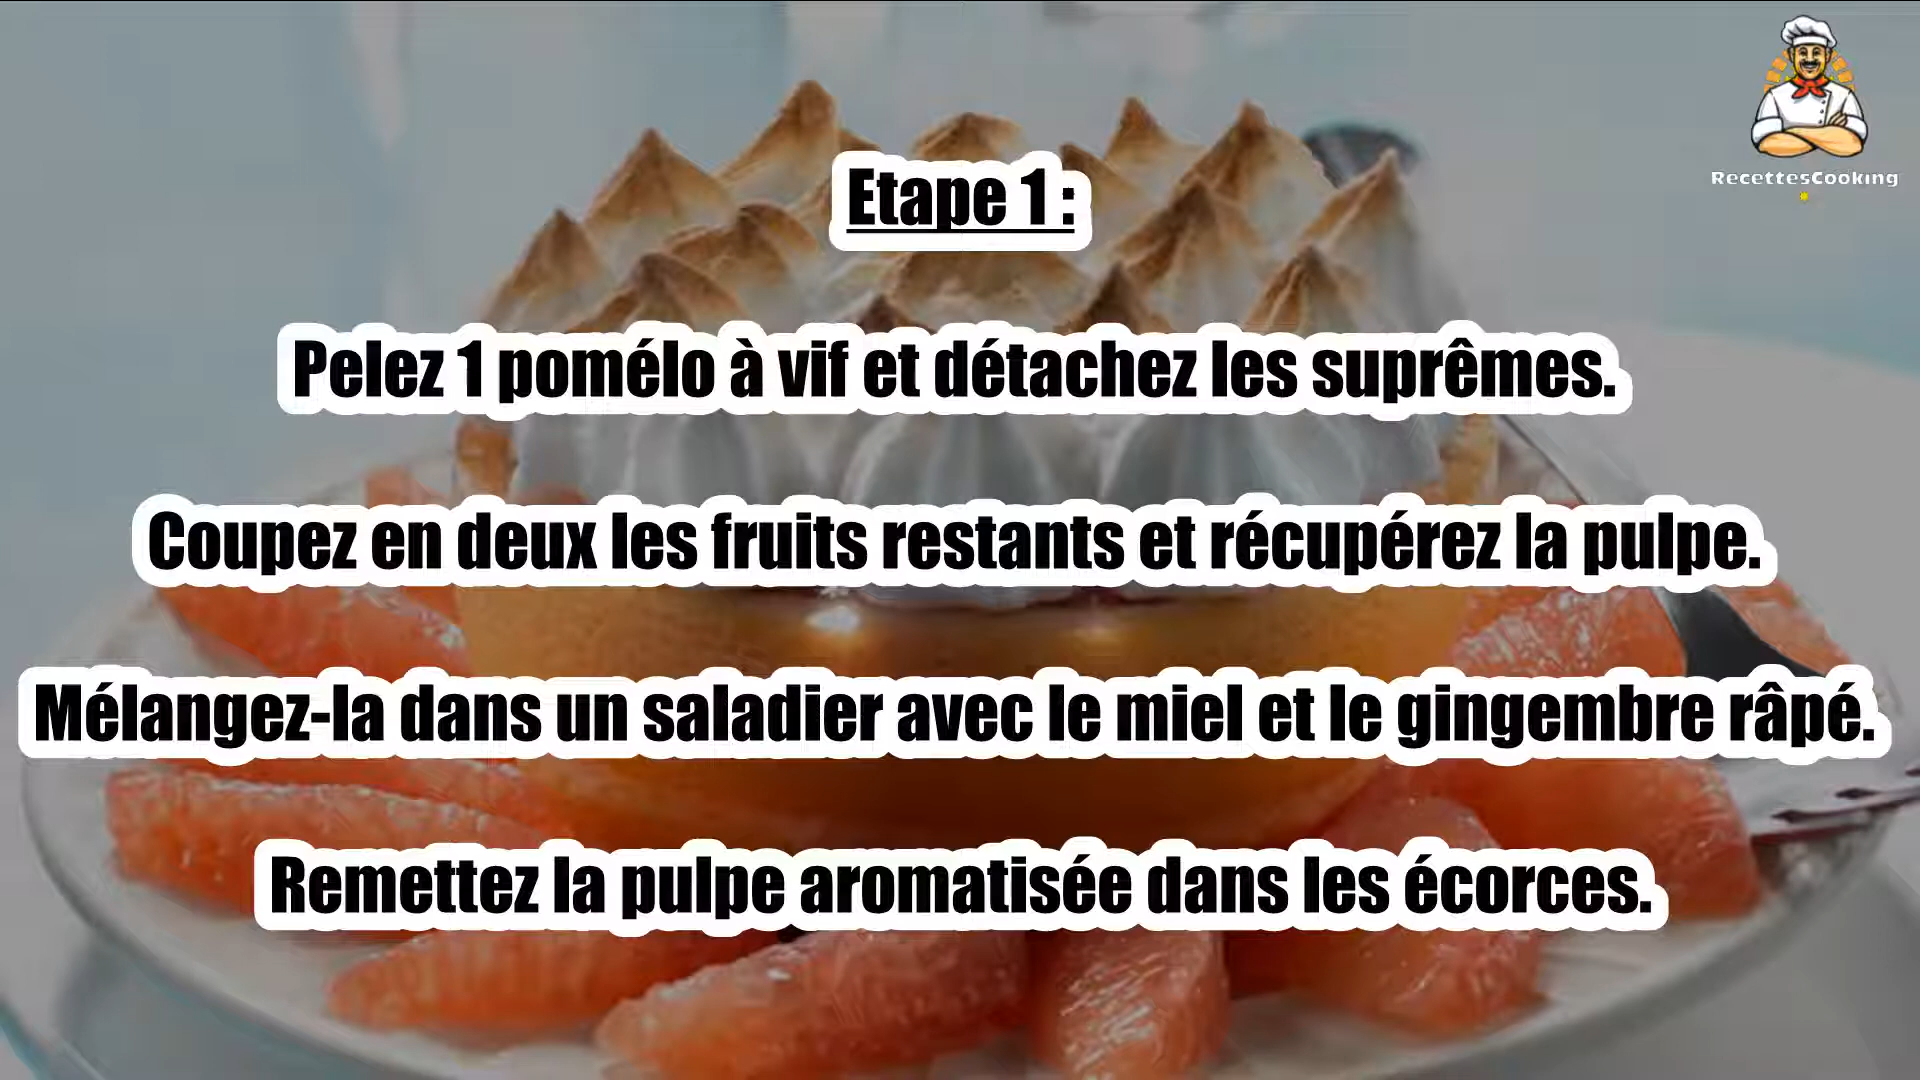 RecettesCooking
Etape 1 :
Pelez 1 pomélo à vif et détachez les suprêmes.
Coupez en deux les fruits restants et récupérez la pulpe.
Mélangez-la dans un saladier avec le miel et le gingembre râpé.
Remettez la pulpe aromatisée dans les écorces.